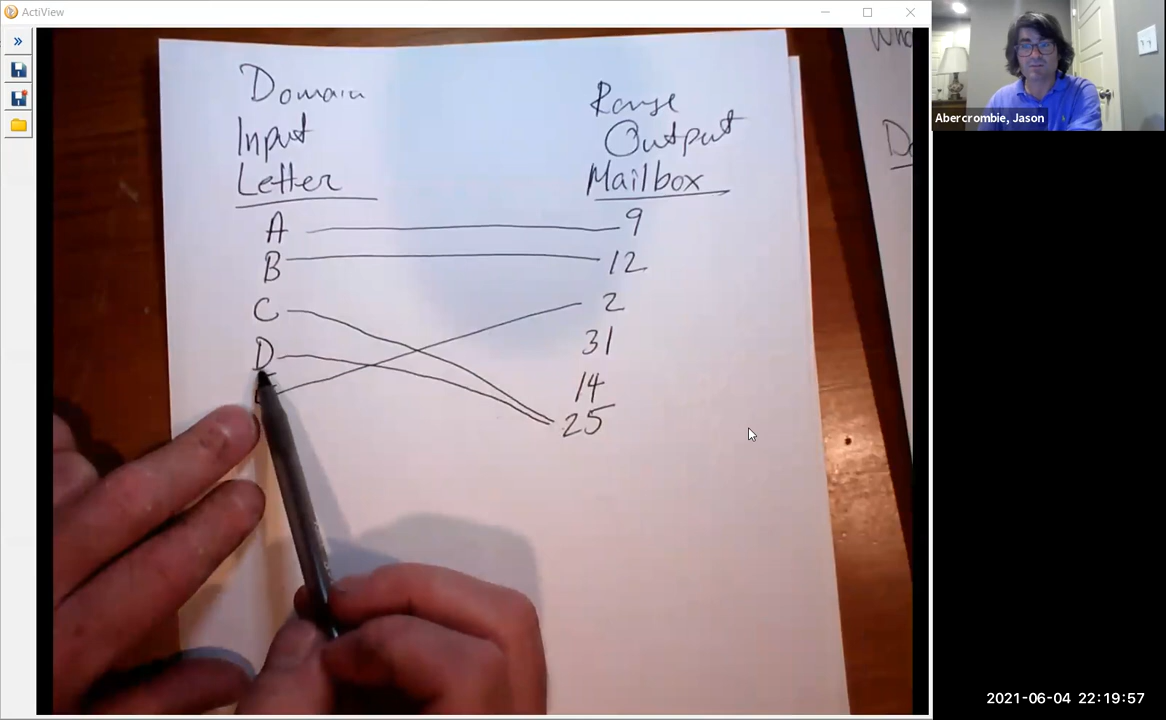 ActiView
Domain
Input
Letter
A
B
C
D
Range
Output
Mailbox
9
12
2
31
14
25
Abercrombie, Jason
2021-06-04 22:19:57